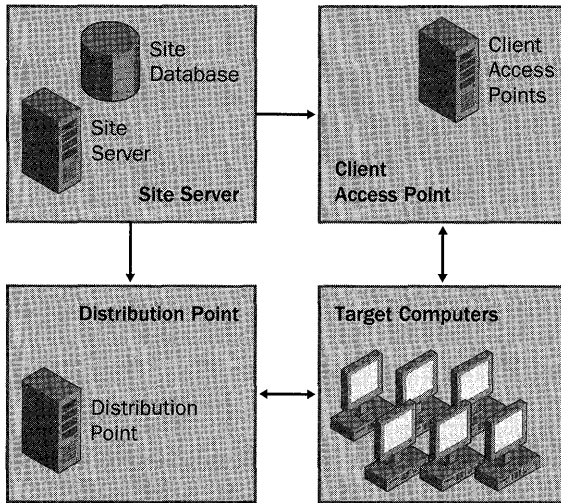 Site
Database
Site
Server
Site Server
Client
Access
Points
Client
Access Point
Distribution Point
Distribution
Point
Target Computers